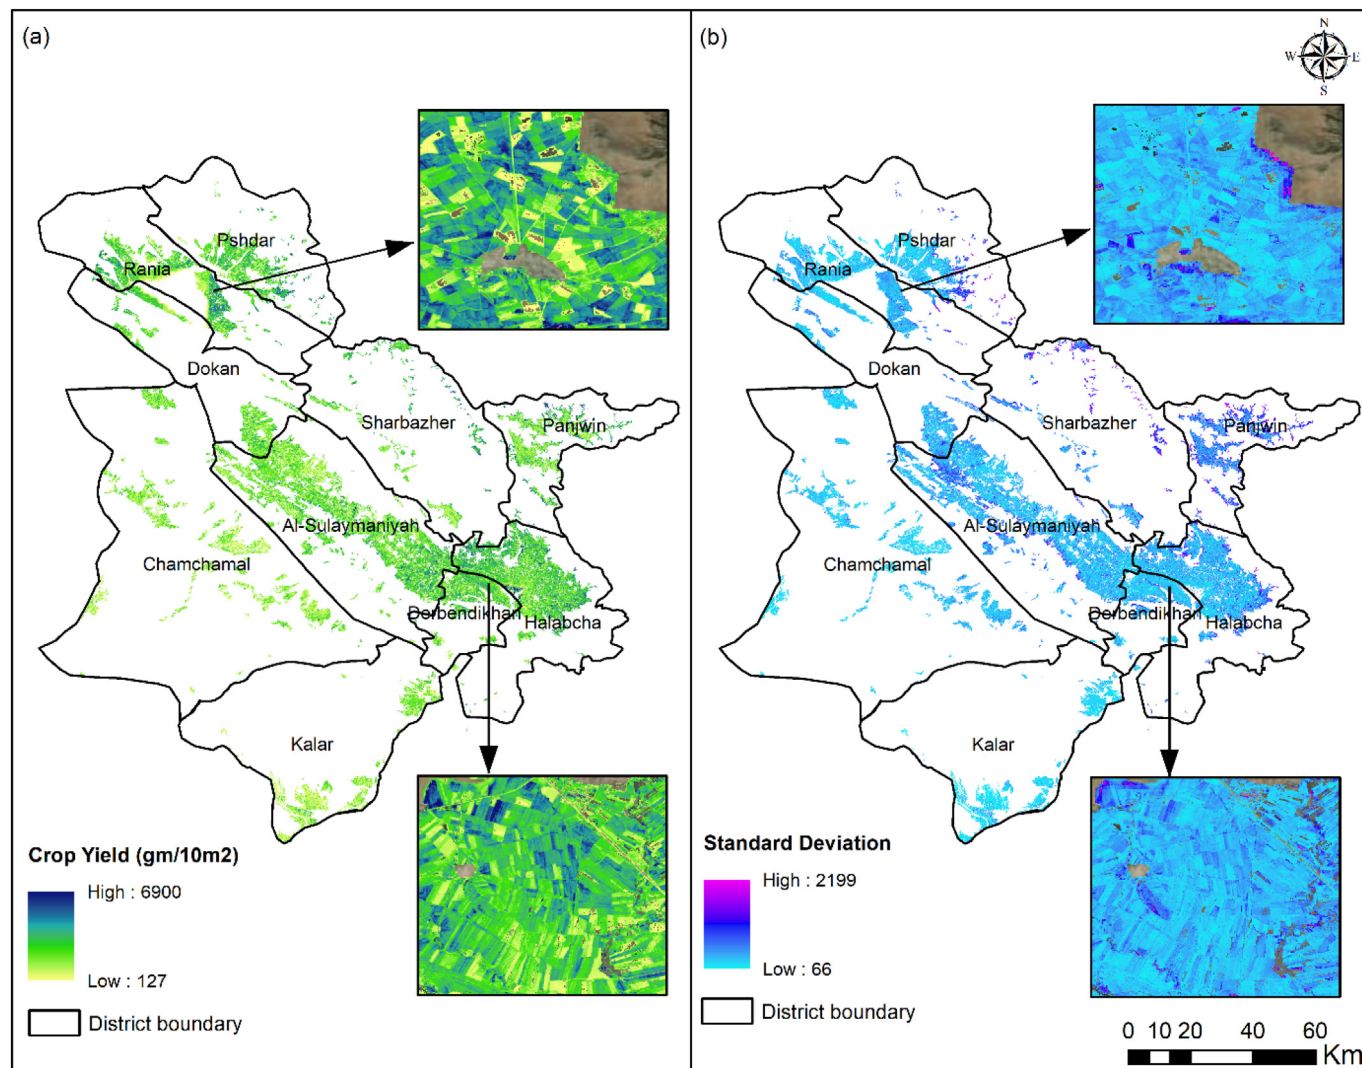 (a)
Pshdar
Rania
Dokan
Sharbazher
Panjwin
Al-Sulaymaniyah
Chamchamal
Derbendikhan
Halabcha
Kalar
Crop Yield (gm/10m2)
High : 6900
Low : 127
District boundary
(b)
N
W
E
S
Pshdar
Rania
Dokan
Sharbazher
Panjwin
Al-Sulaymaniyah
Chamchamal
Derbendikhan
Halabcha
Kalar
Standard Deviation
High : 2199
Low : 66
District boundary
0 10 20 40 60
Km